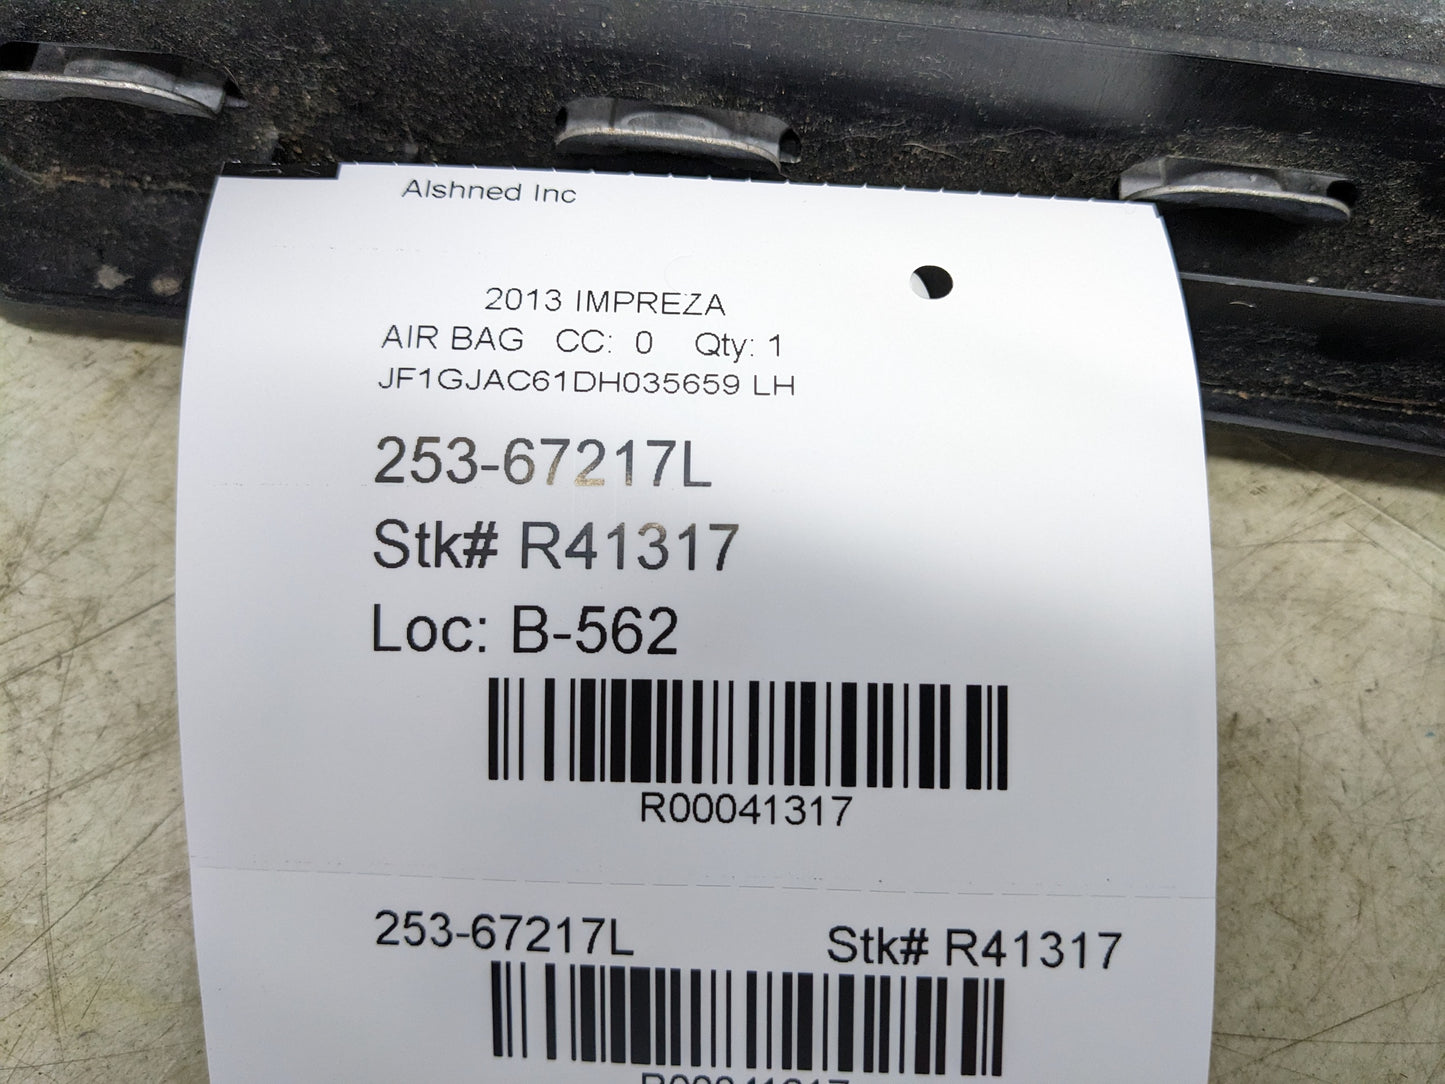 Alshned Inc
2013 IMPREZA
AIR BAG CC: 0 Qty: 1
JF1GJAC61DH035659 LH
253-67217L
Stk# R41317
Loc: B-562
R00041317
253-67217L Stk# R41317
R00041317